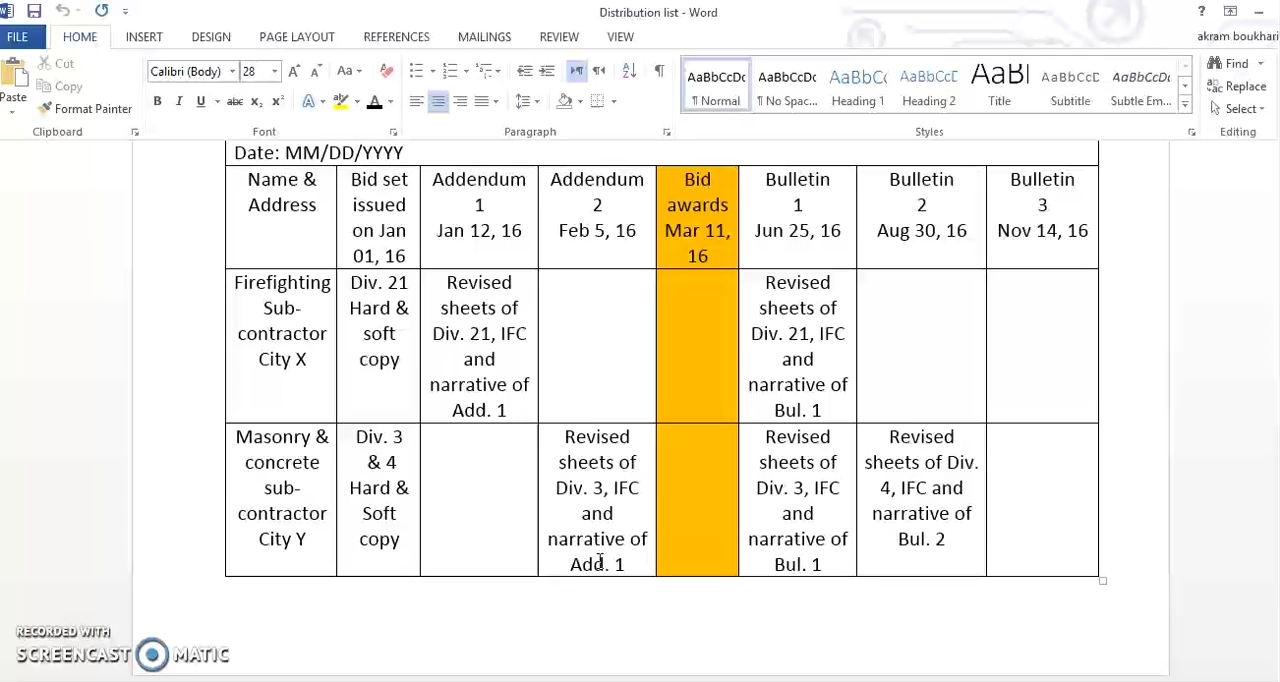 Distribution list - Word
?
FILE
HOME
INSERT
DESIGN
PAGE LAYOUT
REFERENCES
MAILINGS
REVIEW
VIEW
akram boukhari
Paste
Cut
Copy
Format Painter
Clipboard
Calibri (Body)
28
Font
Paragraph
AaBbCcDc
¶ Normal
AaBbCcDc
¶ No Spac...
AaBbCc
Heading 1
AaBbCcC
Heading 2
AaBl
Title
AaBbCcD
Subtitle
AaBbCcDc
Subtle Em...
Styles
Find
Replace
Select
Editing
Date: MM/DD/YYYY
Name &
Address
Bid set
issued
on Jan
01, 16
Addendum
1
Jan 12, 16
Addendum
2
Feb 5, 16
Bid
awards
Mar 11,
16
Bulletin
1
Jun 25, 16
Bulletin
2
Aug 30, 16
Bulletin
3
Nov 14, 16
Firefighting
Sub-
contractor
City X
Div. 21
Hard &
soft
copy
Revised
sheets of
Div. 21, IFC
and
narrative of
Add. 1
Revised
sheets of
Div. 21, IFC
and
narrative of
Bul. 1
Masonry &
concrete
sub-
contractor
City Y
Div. 3
& 4
Hard &
Soft
copy
Revised
sheets of
Div. 3, IFC
and
narrative of
Add. 1
Revised
sheets of
Div. 3, IFC
and
narrative of
Bul. 1
Revised
sheets of Div.
4, IFC and
narrative of
Bul. 2
RECORDED WITH
SCREENCAST MATIC